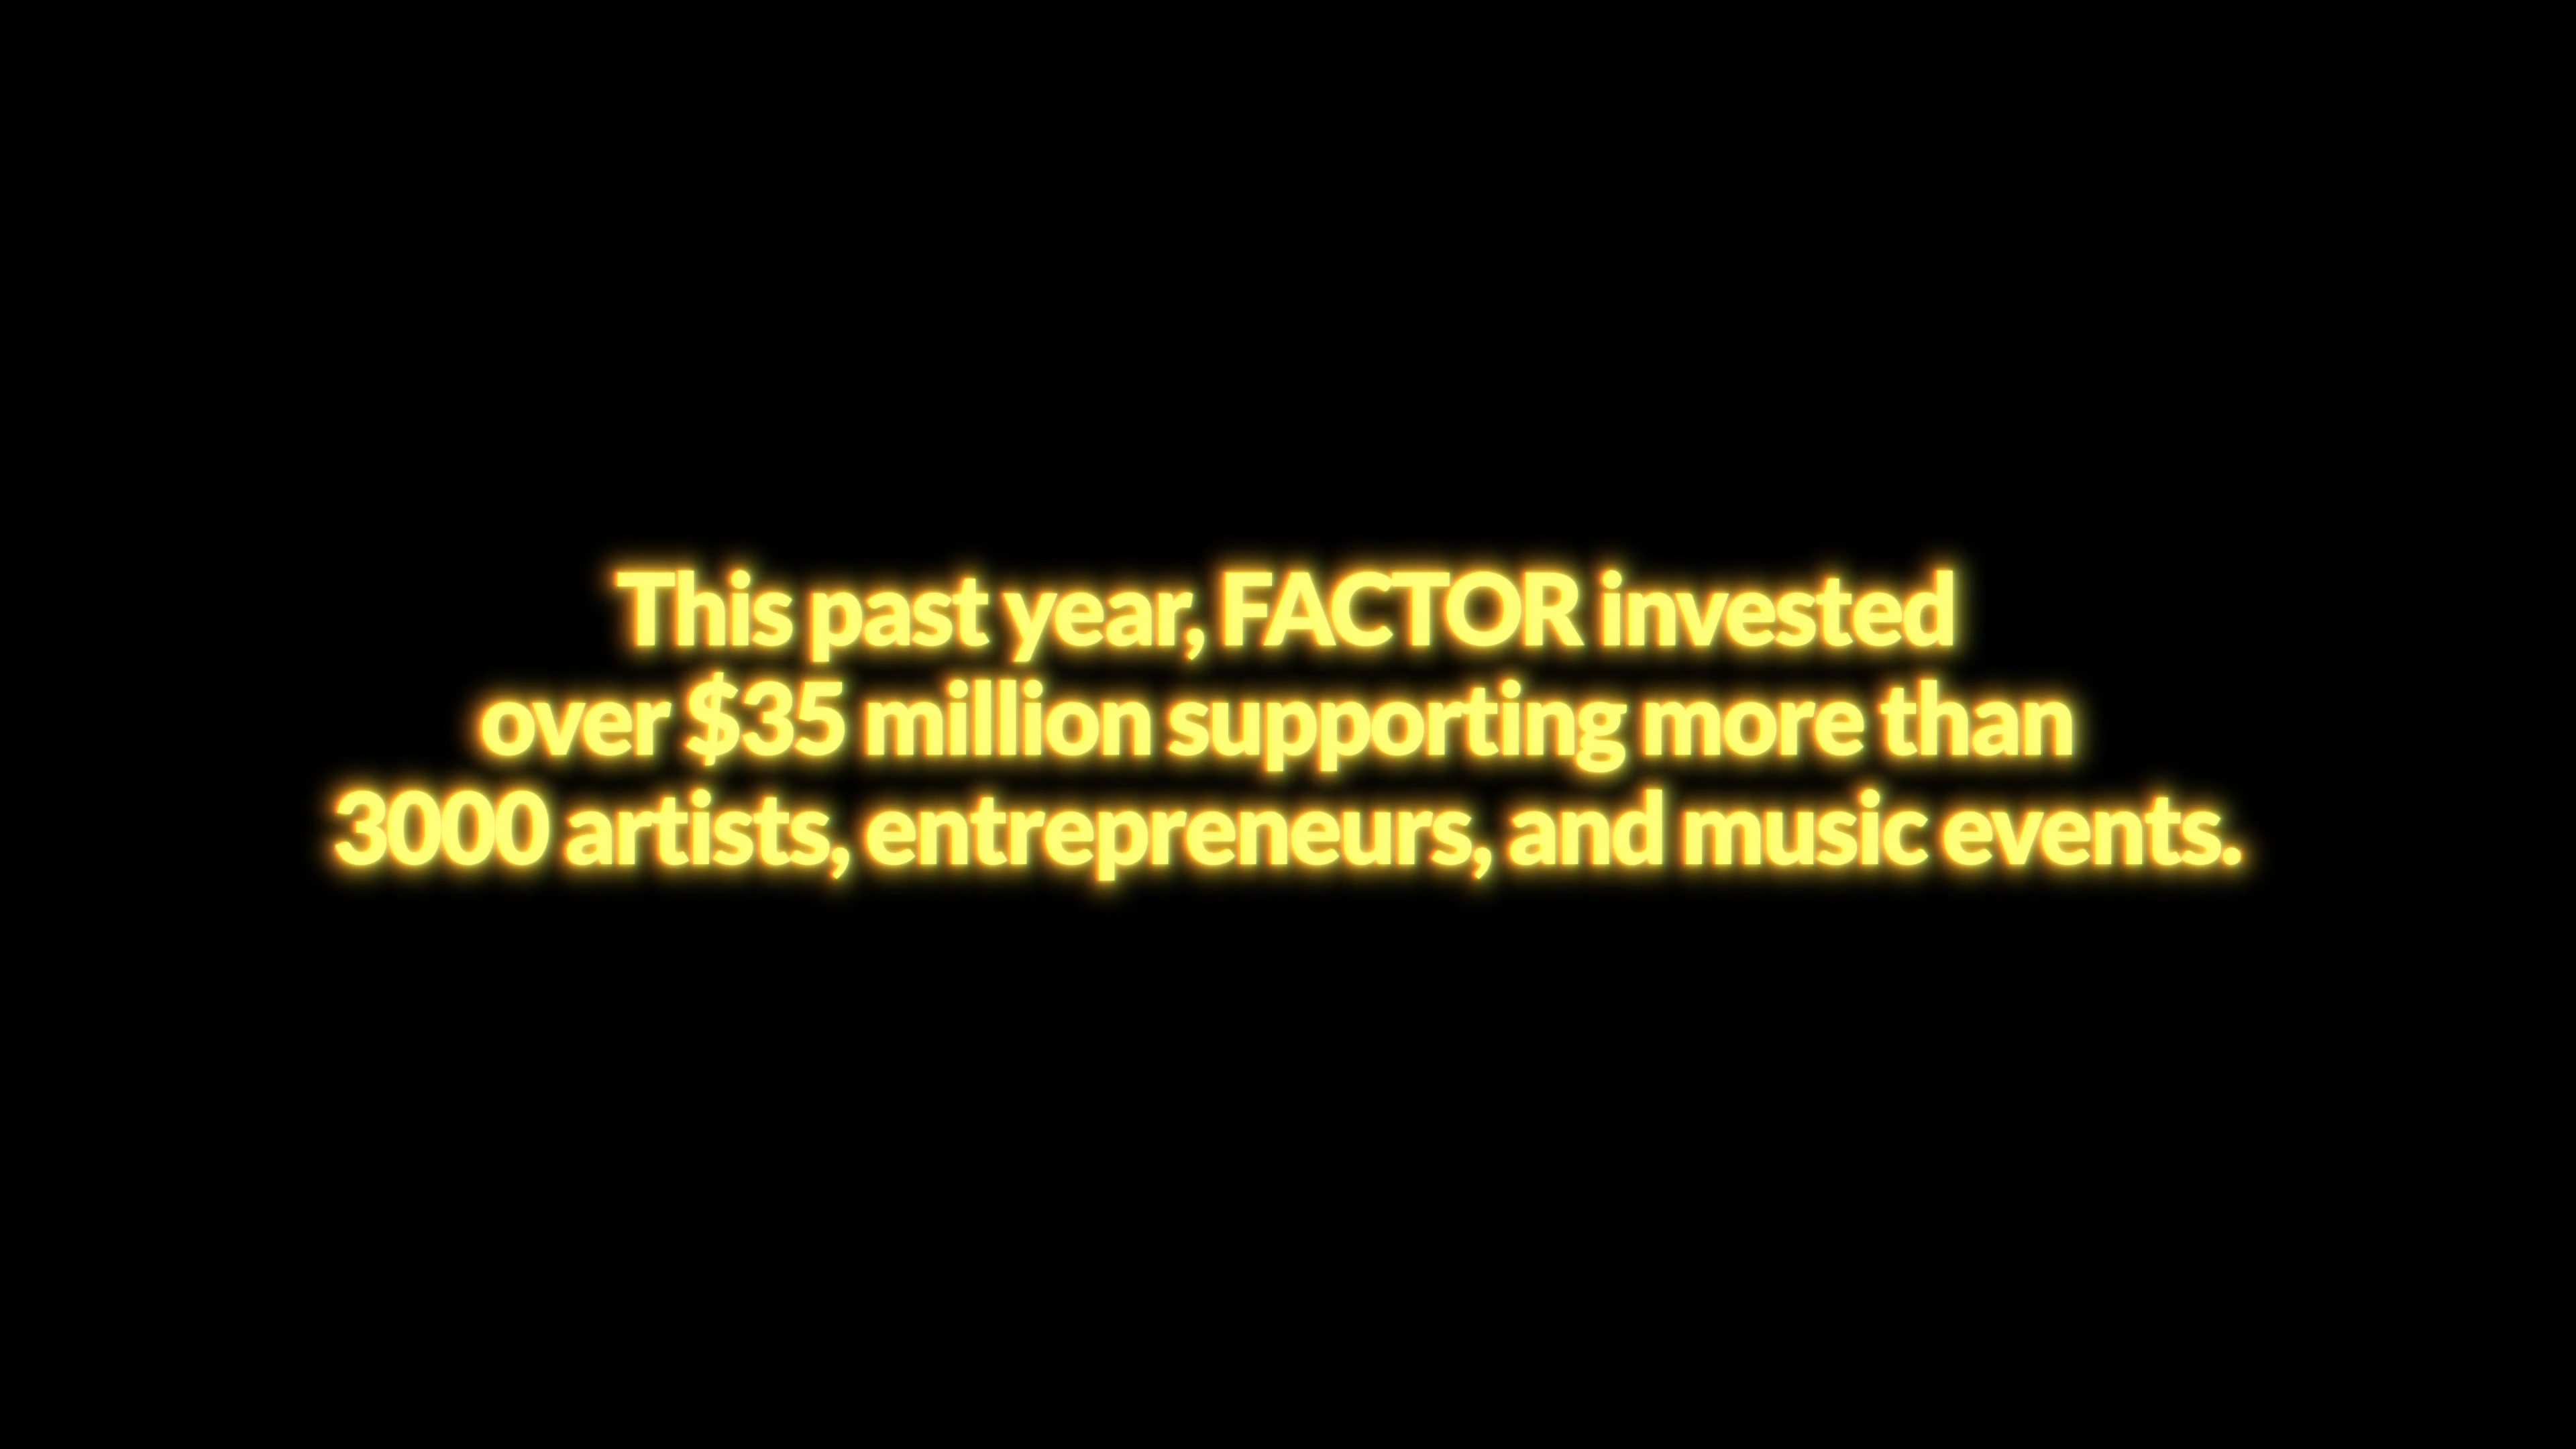 This past year, FACTOR invested
over $35 million supporting more than
3000 artists, entrepreneurs, and music events.